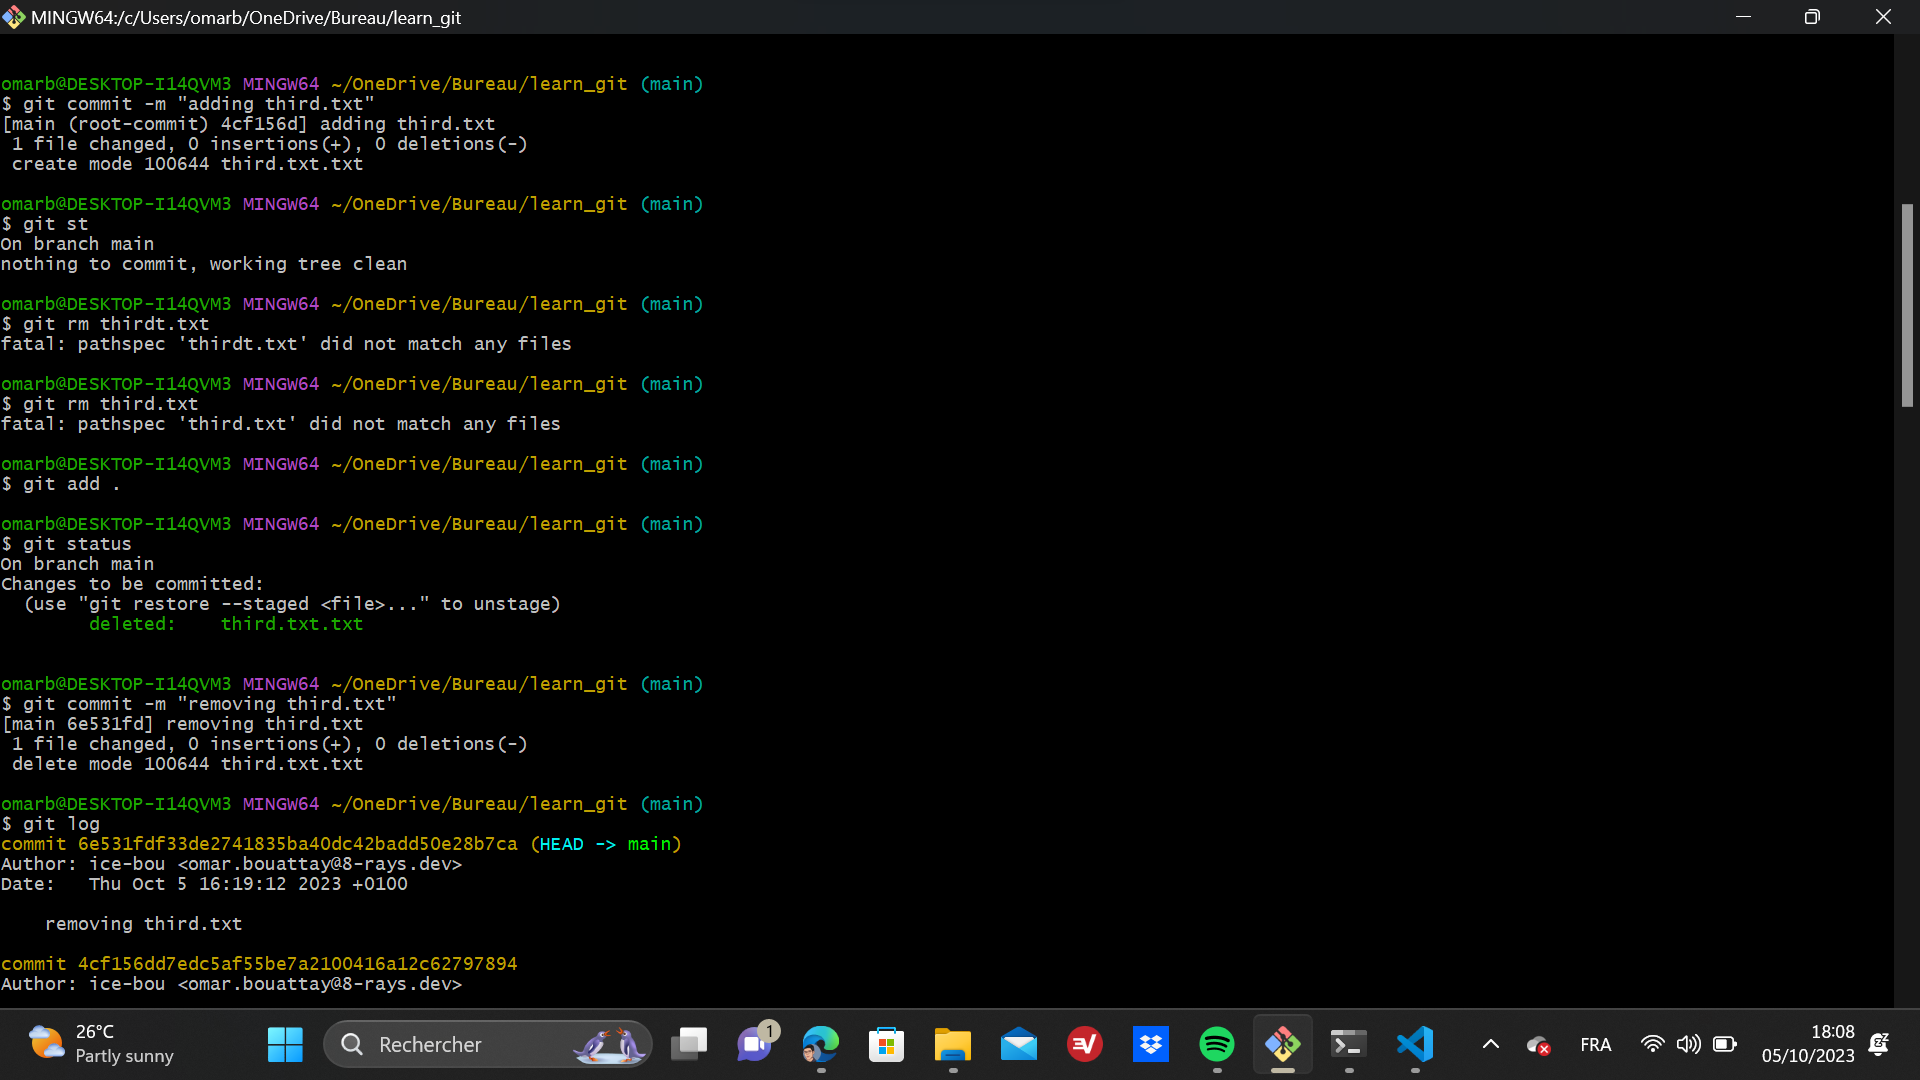 MINGW64:/c/Users/omarb/OneDrive/Bureau/learn_git
omarb@DESKTOP-I14QVM3 MINGW64 ~/OneDrive/Bureau/learn_git (main)
$ git commit -m "adding third.txt"
[main (root-commit) 4cf156d] adding third.txt
 1 file changed, 0 insertions(+), 0 deletions(-)
 create mode 100644 third.txt.txt
omarb@DESKTOP-I14QVM3 MINGW64 ~/OneDrive/Bureau/learn_git (main)
$ git st
On branch main
nothing to commit, working tree clean
omarb@DESKTOP-I14QVM3 MINGW64 ~/OneDrive/Bureau/learn_git (main)
$ git rm thirdt.txt
fatal: pathspec 'thirdt.txt' did not match any files
omarb@DESKTOP-I14QVM3 MINGW64 ~/OneDrive/Bureau/learn_git (main)
$ git rm third.txt
fatal: pathspec 'third.txt' did not match any files
omarb@DESKTOP-I14QVM3 MINGW64 ~/OneDrive/Bureau/learn_git (main)
$ git add .
omarb@DESKTOP-I14QVM3 MINGW64 ~/OneDrive/Bureau/learn_git (main)
$ git status
On branch main
Changes to be committed:
  (use "git restore --staged <file>..." to unstage)
        deleted:    third.txt.txt
omarb@DESKTOP-I14QVM3 MINGW64 ~/OneDrive/Bureau/learn_git (main)
$ git commit -m "removing third.txt"
[main 6e531fd] removing third.txt
 1 file changed, 0 insertions(+), 0 deletions(-)
 delete mode 100644 third.txt.txt
omarb@DESKTOP-I14QVM3 MINGW64 ~/OneDrive/Bureau/learn_git (main)
$ git log
commit 6e531fdf33de2741835ba40dc42badd50e28b7ca (HEAD -> main)
Author: ice-bou <omar.bouattay@8-rays.dev>
Date:   Thu Oct 5 16:19:12 2023 +0100
    removing third.txt
commit 4cf156dd7edc5af55be7a2100416a12c62797894
Author: ice-bou <omar.bouattay@8-rays.dev>
26°C
Partly sunny
Rechercher
1
FRA
18:08
05/10/2023